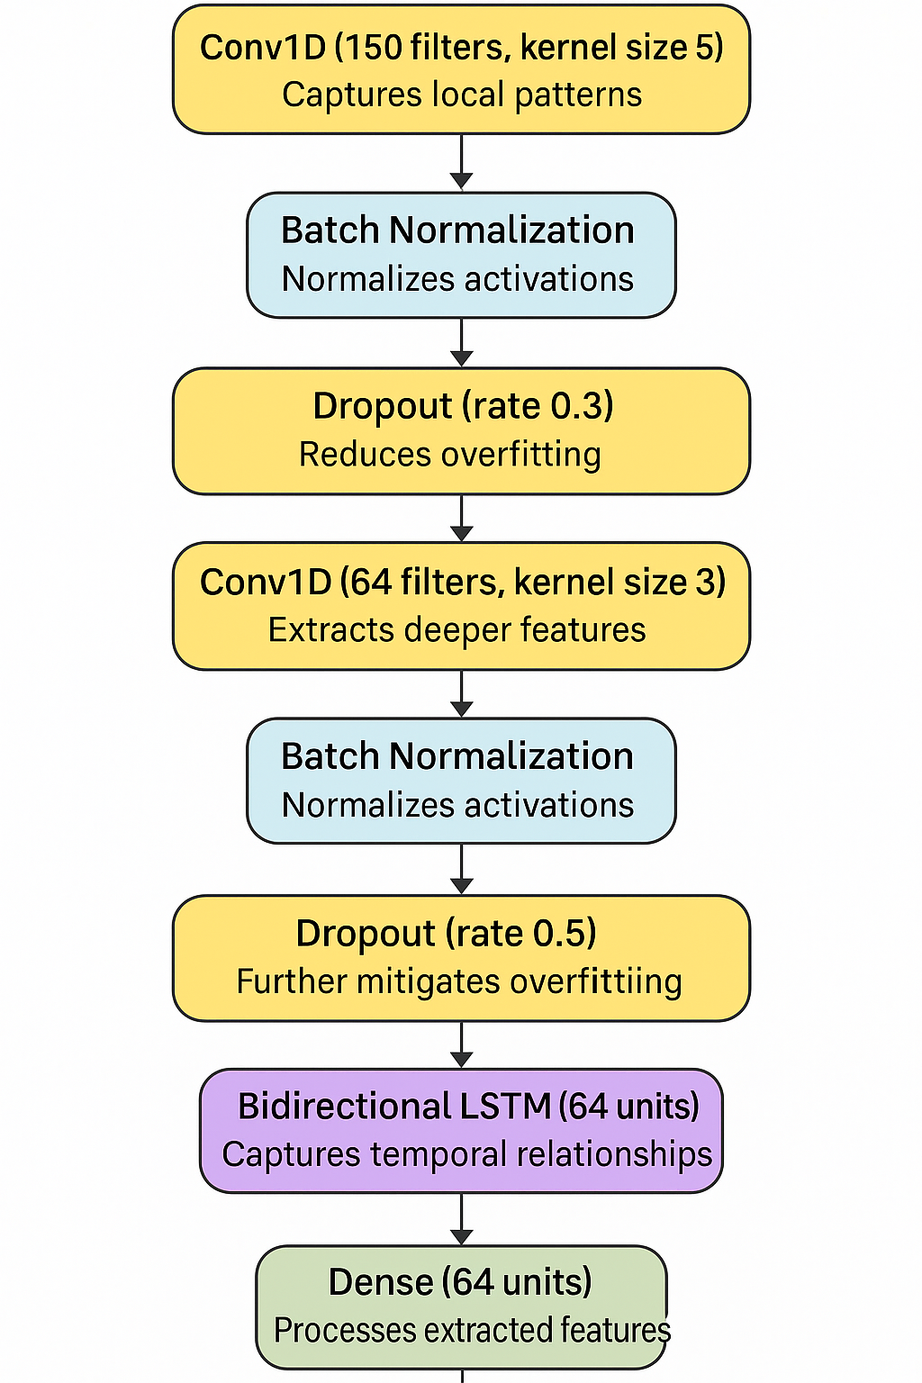 Conv1D (150 filters, kernel size 5)
Captures local patterns
Batch Normalization
Normalizes activations
Dropout (rate 0.3)
Reduces overfitting
Conv1D (64 filters, kernel size 3)
Extracts deeper features
Batch Normalization
Normalizes activations
Dropout (rate 0.5)
Further mitigates overfittiing
Bidirectional LSTM (64 units)
Captures temporal relationships
Dense (64 units)
Processes extracted features